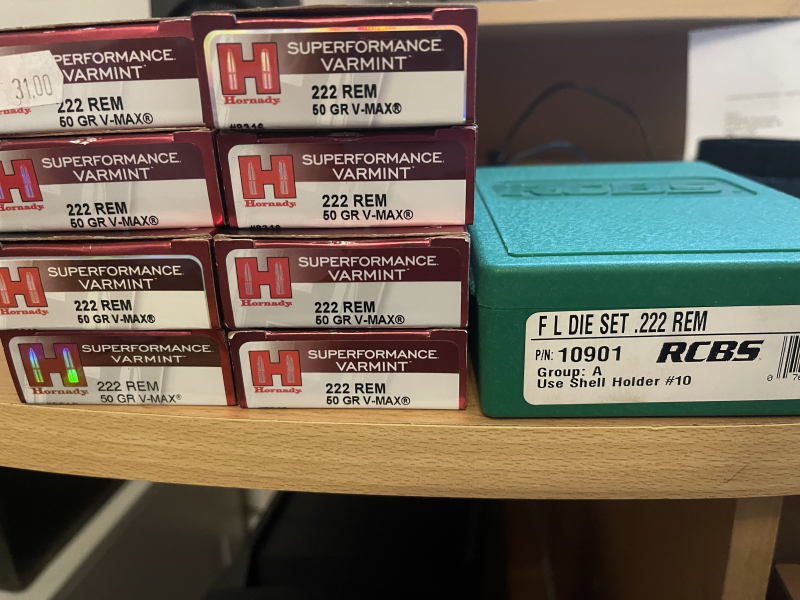 31.00
PERFORMANCE
VARMINT
222 REM
50 GR V-MAX®
H
SUPERFORMANCE
VARMINT
Hornady
222 REM
50 GR V-MAX®
H
SUPERFORMANCE
VARMINT
Hornady
222 REM
50 GR V-MAX®
H
SUPERFORMANCE
VARMINT
Hornady
222 REM
50 GR V-MAX®
H
SUPERFORMANCE
VARMINT
Hornady
222 REM
50 GR V-MAX®
H
SUPERFORMANCE
VARMINT
Hornady
222 REM
50 GR V-MAX®
H
SUPERFORMANCE
VARMINT
Hornady
222 REM
50 GR V-MAX®
H
SUPERFORMANCE
VARMINT
Hornady
222 REM
50 GR V-MAX®
RCBS
F L DIE SET .222 REM
P/N: 10901 RCBS
Group: A
Use Shell Holder #10